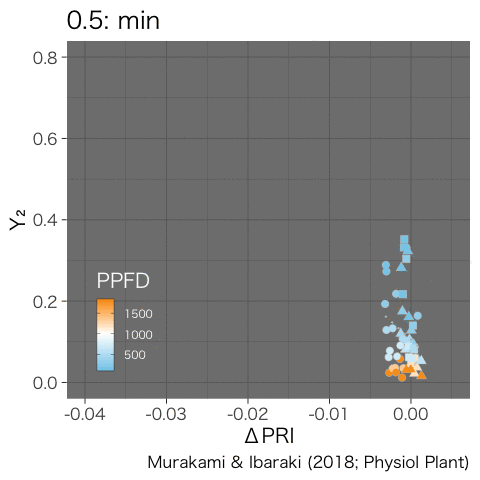 0.5: min
0.8
0.6
0.4
0.2
0.0
Y₂
PPFD
1500
1000
500
-0.04 -0.03 -0.02 -0.01 0.00
ΔPRI
Murakami & Ibaraki (2018; Physiol Plant)